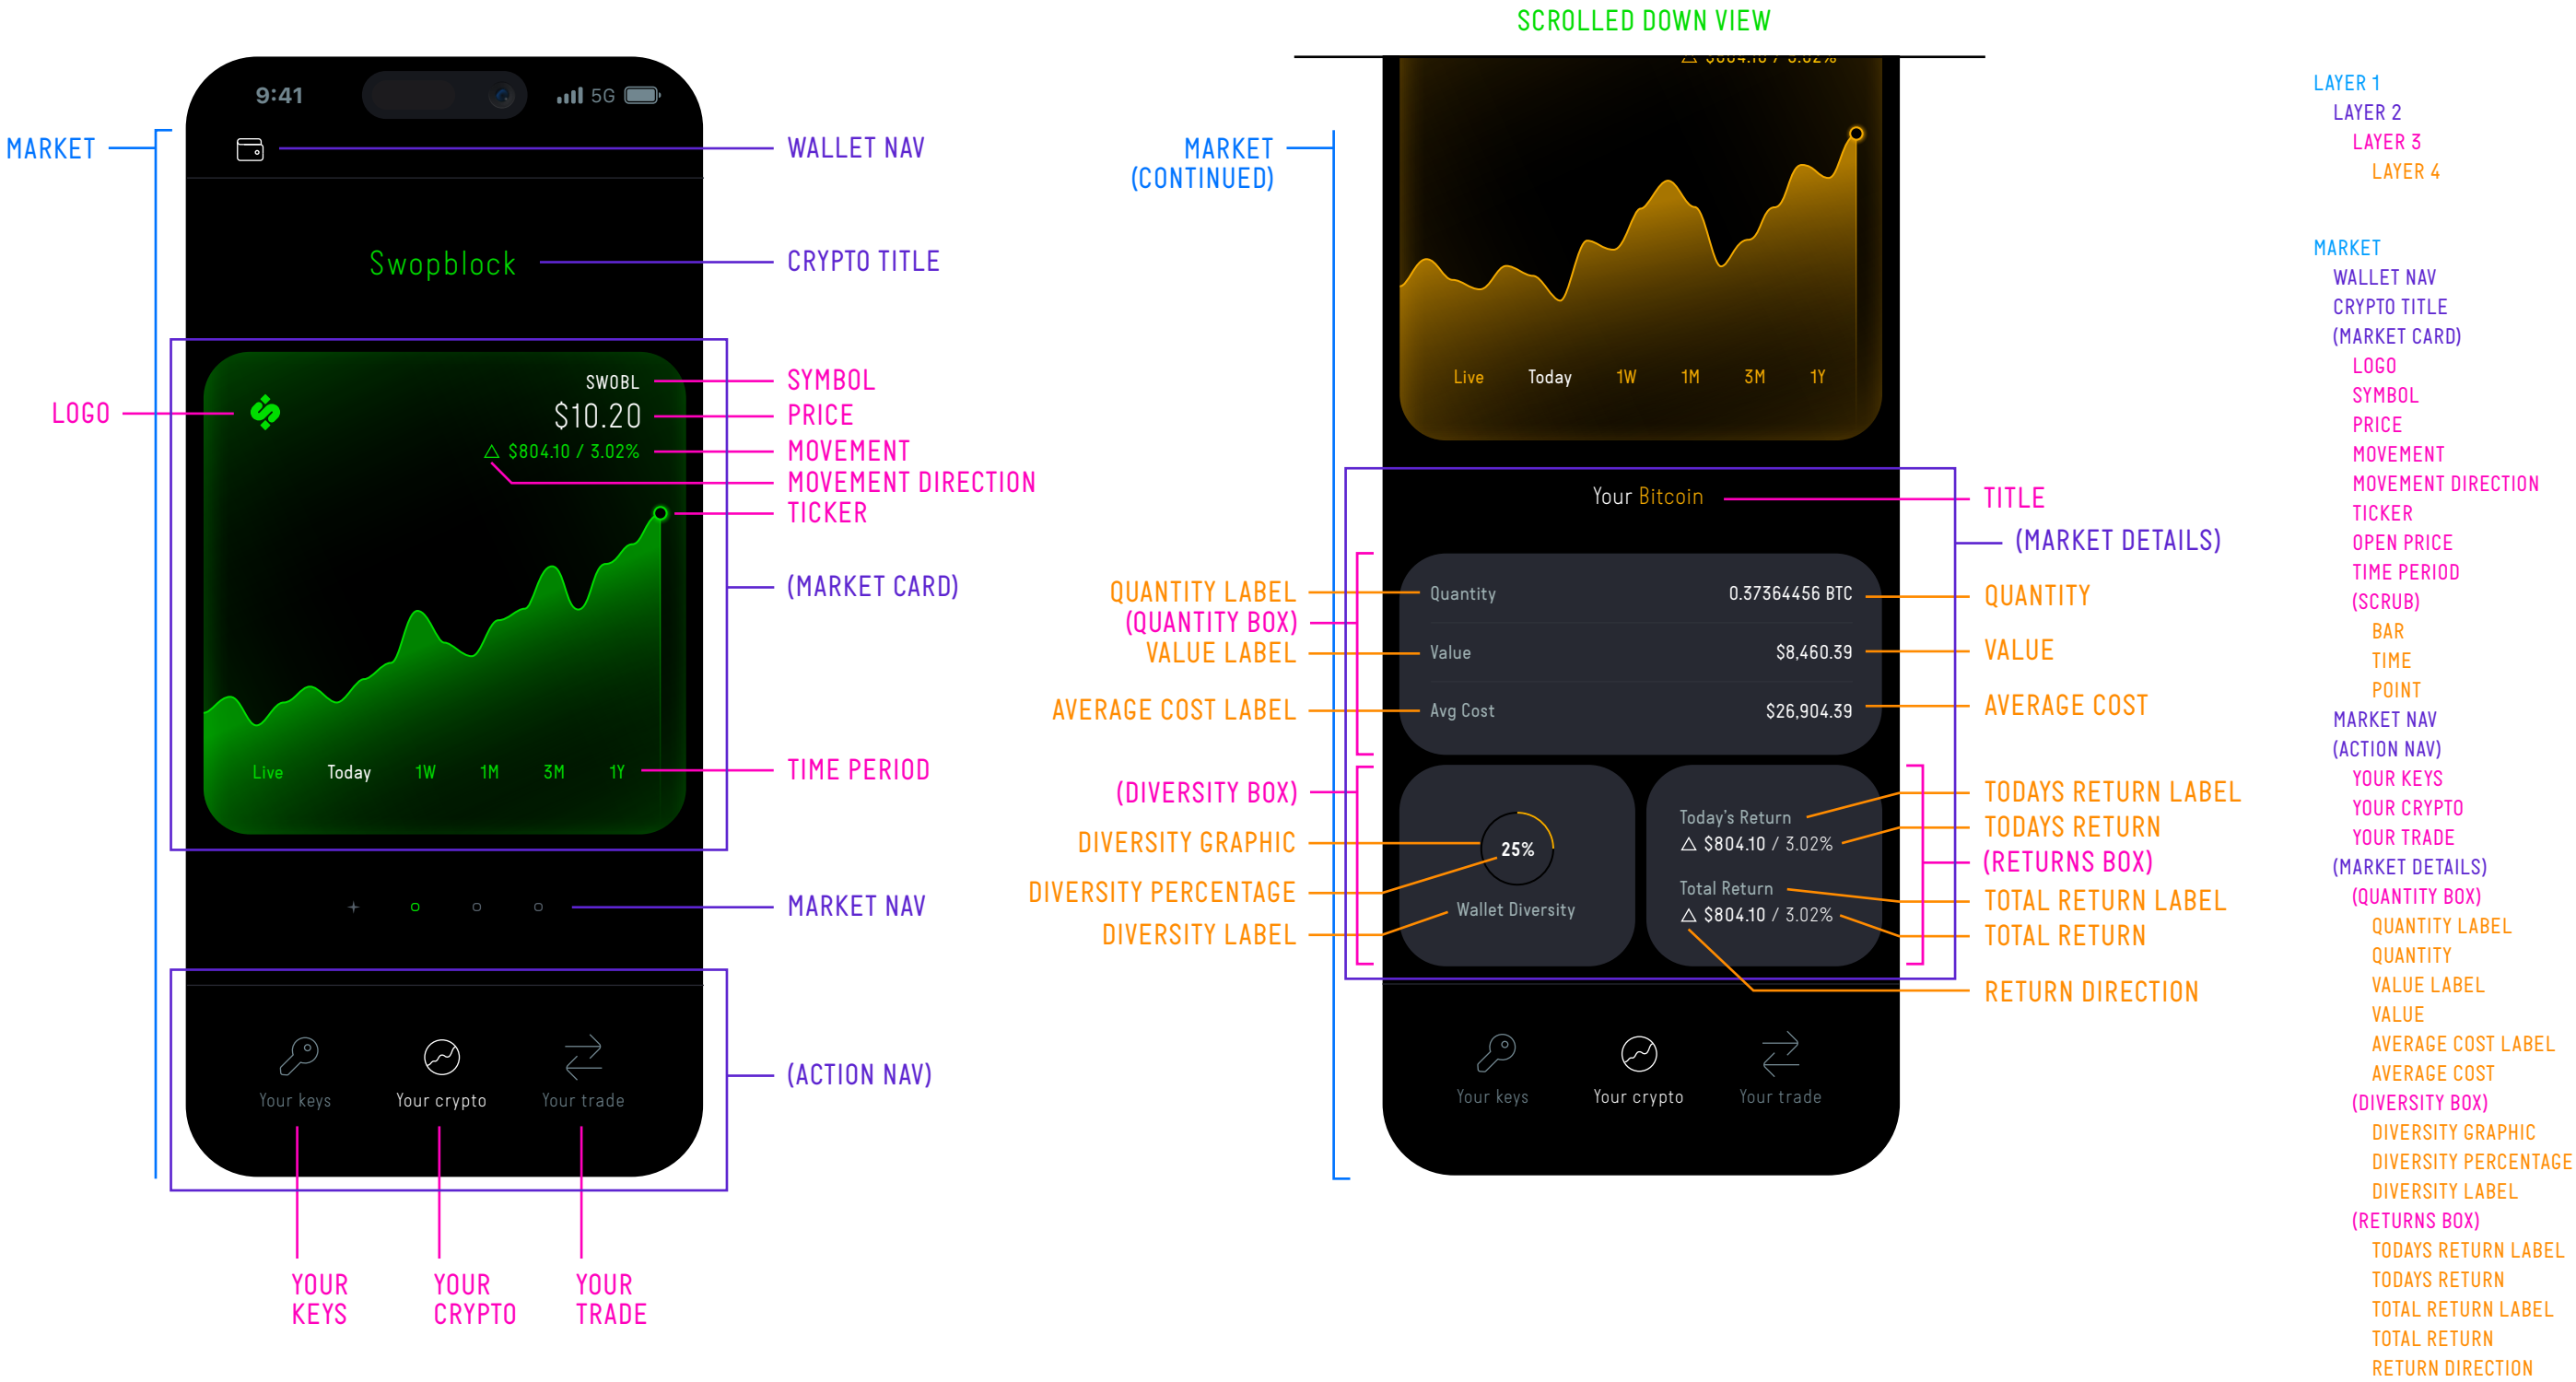 SCROLLED DOWN VIEW
9:41
5G
MARKET
WALLET NAV
Swopblock
CRYPTO TITLE
SWOBL
SYMBOL
LOGO
$10.20
PRICE
△ $804.10 / 3.02%
MOVEMENT
MOVEMENT DIRECTION
TICKER
(MARKET CARD)
Live Today 1W 1M 3M 1Y
TIME PERIOD
MARKET NAV
(ACTION NAV)
Your keys Your crypto Your trade
YOUR
KEYS
YOUR
CRYPTO
YOUR
TRADE
△ $804.10 / 3.02%
MARKET
(CONTINUED)
Live Today 1W 1M 3M 1Y
Your Bitcoin
TITLE
(MARKET DETAILS)
QUANTITY LABEL
Quantity 0.37364456 BTC
QUANTITY
(QUANTITY BOX)
VALUE LABEL
Value $8,460.39
VALUE
AVERAGE COST LABEL
Avg Cost $26,904.39
AVERAGE COST
(DIVERSITY BOX)
DIVERSITY GRAPHIC
25%
DIVERSITY PERCENTAGE
Wallet Diversity
DIVERSITY LABEL
Today's Return
△ $804.10 / 3.02%
Total Return
△ $804.10 / 3.02%
TODAYS RETURN LABEL
TODAYS RETURN
(RETURNS BOX)
TOTAL RETURN LABEL
TOTAL RETURN
RETURN DIRECTION
Your keys Your crypto Your trade
LAYER 1
LAYER 2
LAYER 3
LAYER 4
MARKET
WALLET NAV
CRYPTO TITLE
(MARKET CARD)
LOGO
SYMBOL
PRICE
MOVEMENT
MOVEMENT DIRECTION
TICKER
OPEN PRICE
TIME PERIOD
(SCRUB)
BAR
TIME
POINT
MARKET NAV
(ACTION NAV)
YOUR KEYS
YOUR CRYPTO
YOUR TRADE
(MARKET DETAILS)
(QUANTITY BOX)
QUANTITY LABEL
QUANTITY
VALUE LABEL
VALUE
AVERAGE COST LABEL
AVERAGE COST
(DIVERSITY BOX)
DIVERSITY GRAPHIC
DIVERSITY PERCENTAGE
DIVERSITY LABEL
(RETURNS BOX)
TODAYS RETURN LABEL
TODAYS RETURN
TOTAL RETURN LABEL
TOTAL RETURN
RETURN DIRECTION